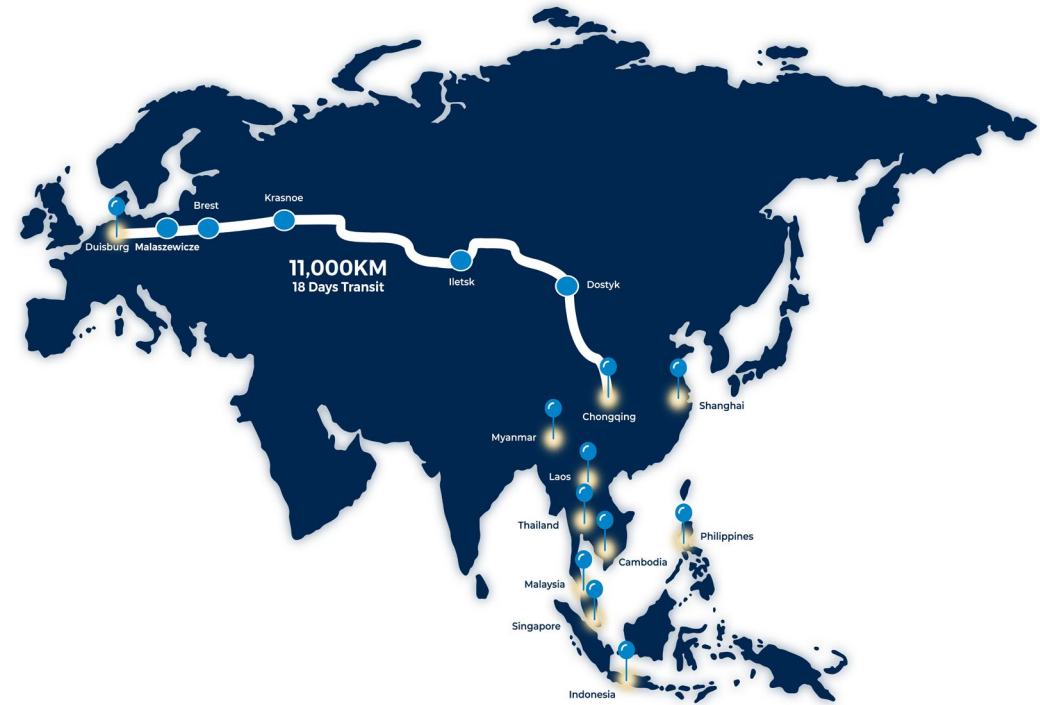 Brest
Krasnoe
Duisburg
Malaszewicze
11,000KM
18 Days Transit
Iletsk
Dostyk
Chongqing
Shanghai
Myanmar
Laos
Thailand
Philippines
Cambodia
Malaysia
Singapore
Indonesia